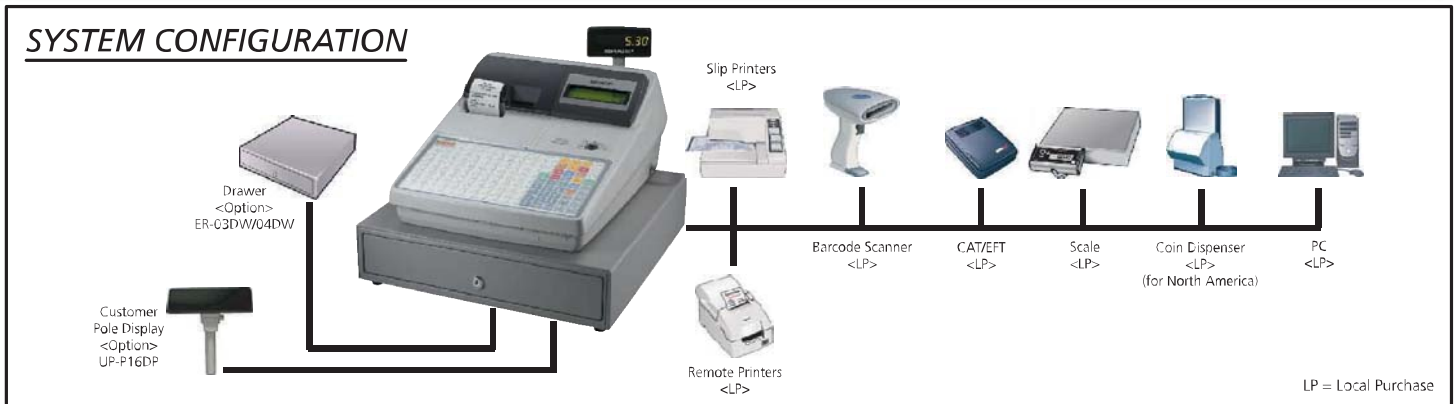 SYSTEM CONFIGURATION
5.30
Slip Printers
<LP>
Drawer
<Option>
ER-03DW/04DW
Barcode Scanner
<LP>
CAT/EFT
<LP>
Scale
<LP>
Coin Dispenser
<LP>
(for North America)
PC
<LP>
Customer
Pole Display
<Option>
UP-P16DP
Remote Printers
<LP>
LP = Local Purchase